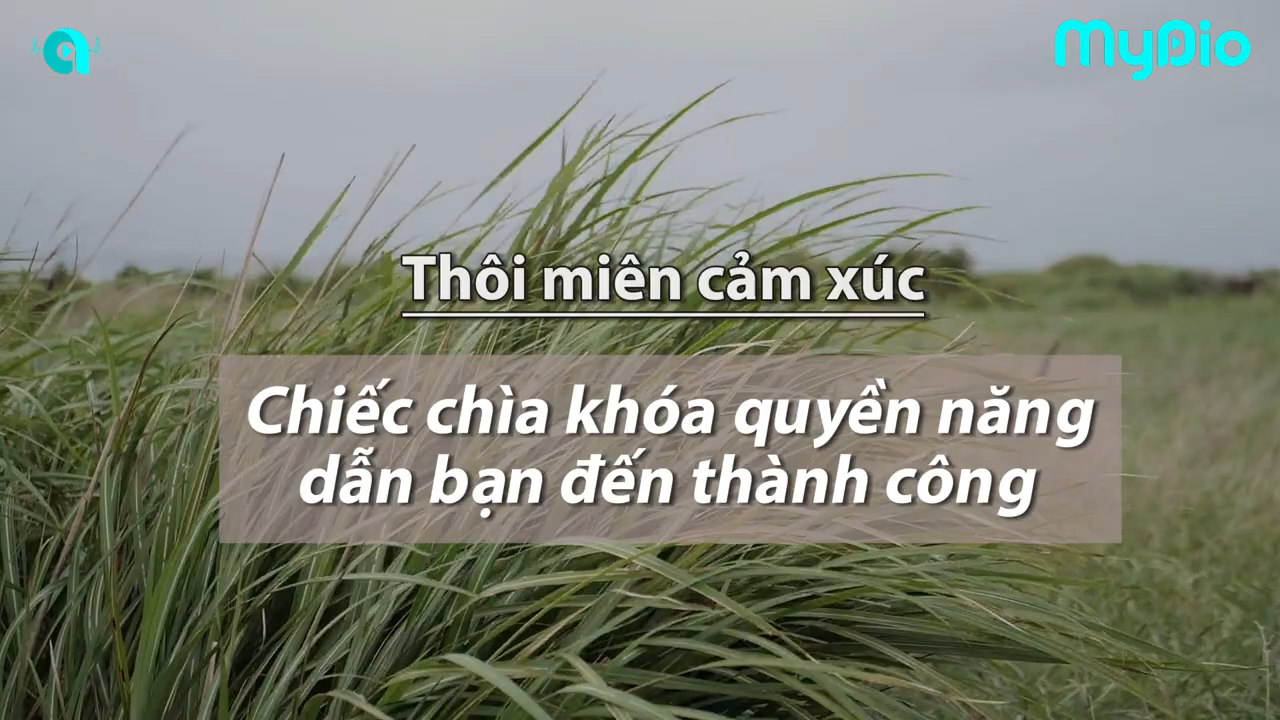 MyDio
Thôi miên cảm xúc
Chiếc chìa khóa quyền năng
dẫn bạn đến thành công